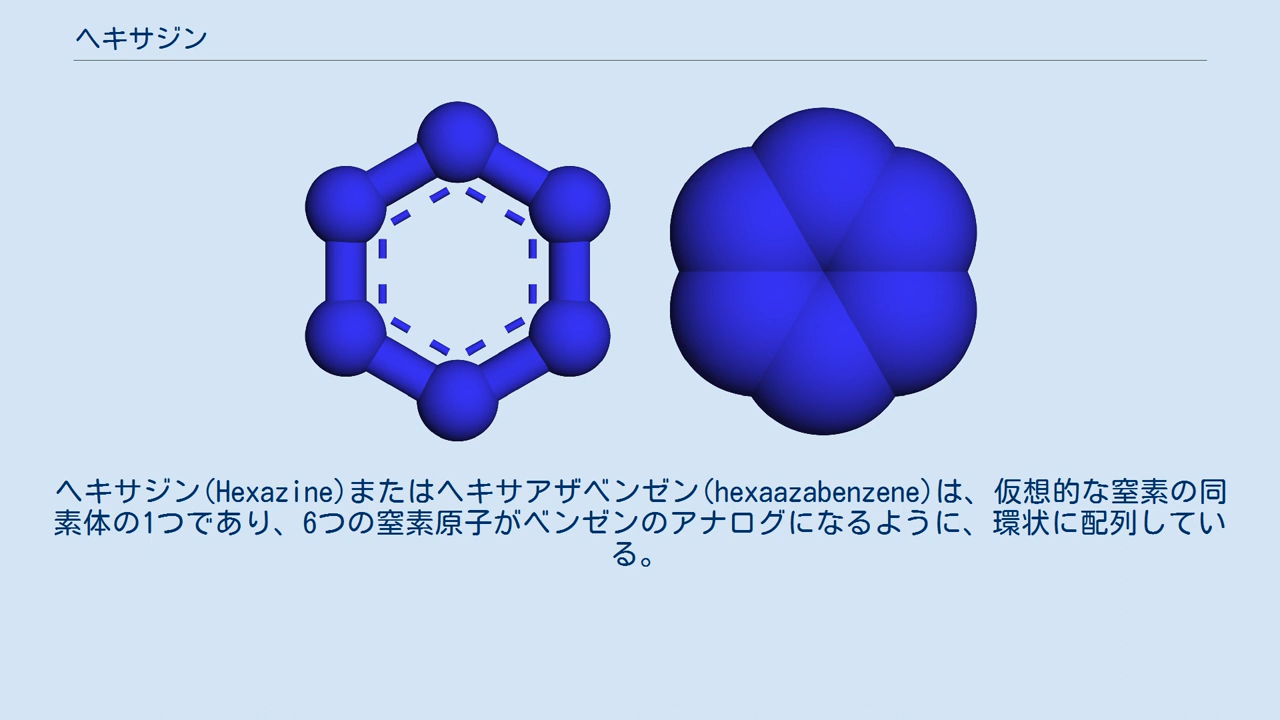 ヘキサジン
ヘキサジン(Hexazine)またはヘキサアザベンゼン(hexaazabenzene)は、仮想的な窒素の同
素体の1つであり、6つの窒素原子がベンゼンのアナログになるように、環状に配列してい
る。